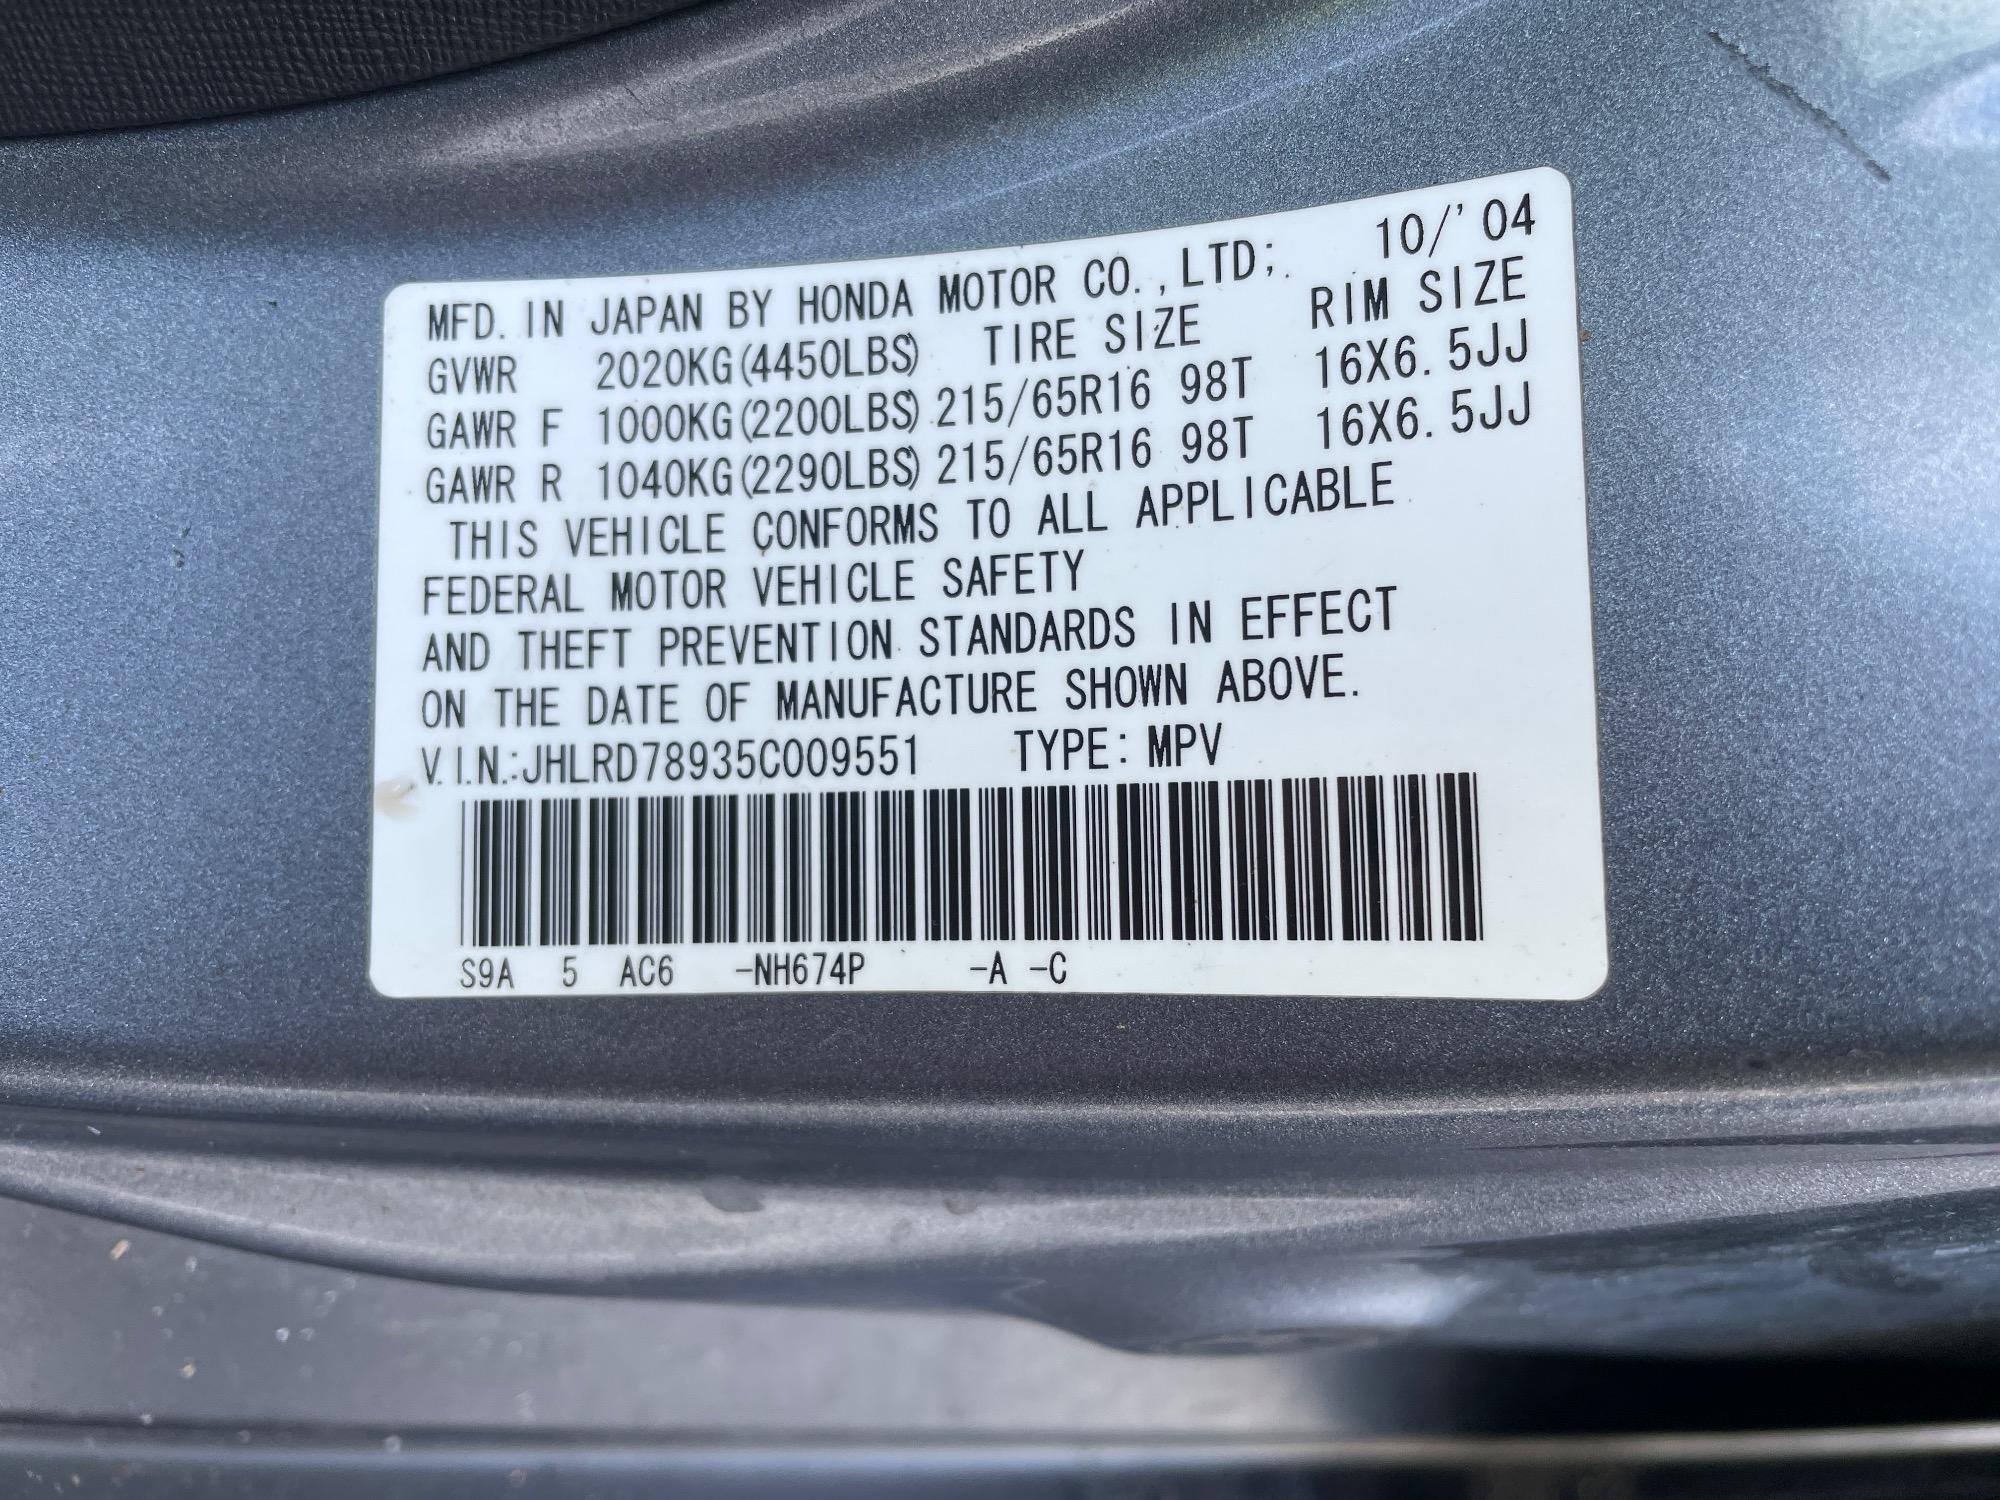 MFD. IN JAPAN BY HONDA MOTOR CO.,LTD; 10/'04
GVWR 2020KG(4450LBS) TIRE SIZE RIM SIZE
GAWR F 1000KG(2200LBS) 215/65R16 98T 16X6.5JJ
GAWR R 1040KG(2290LBS) 215/65R16 98T 16X6.5JJ
THIS VEHICLE CONFORMS TO ALL APPLICABLE
FEDERAL MOTOR VEHICLE SAFETY
AND THEFT PREVENTION STANDARDS IN EFFECT
ON THE DATE OF MANUFACTURE SHOWN ABOVE.
V.I.N.:JHLRD78935C009551 TYPE: MPV
S9A 5 AC6 -NH674P -A -C